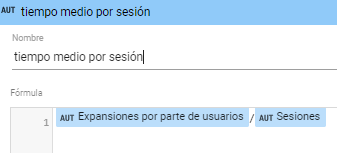 AUT tiempo medio por sesión
Nombre
tiempo medio por sesión
Fórmula
1 AUT Expansiones por parte de usuarios / AUT Sesiones